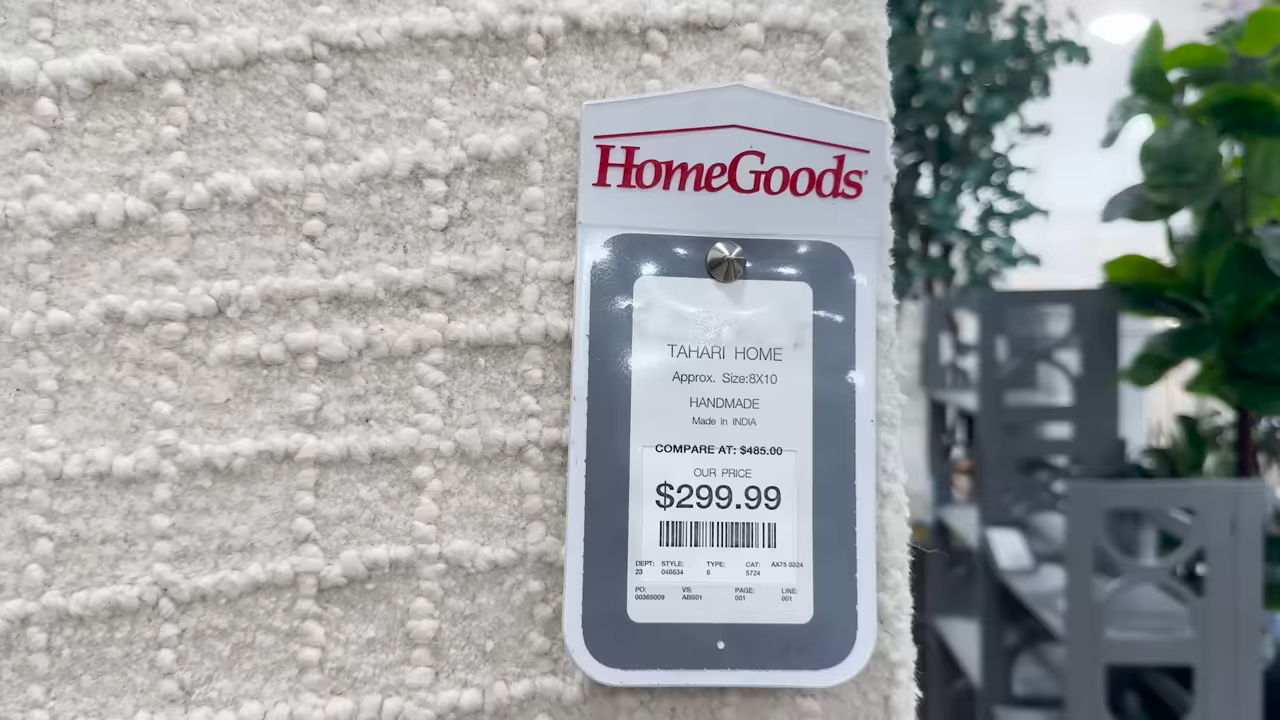 HomeGoods
TAHARI HOME
Approx. Size:8X10
HANDMADE
Made in INDIA
COMPARE AT: $485.00
OUR PRICE
$299.99
DEPT: STYLE: TYPE: CAT: AX75 0324
23 048634 6 5724
PO: VS: PAGE: LINE:
00365009 ABS01 001 001